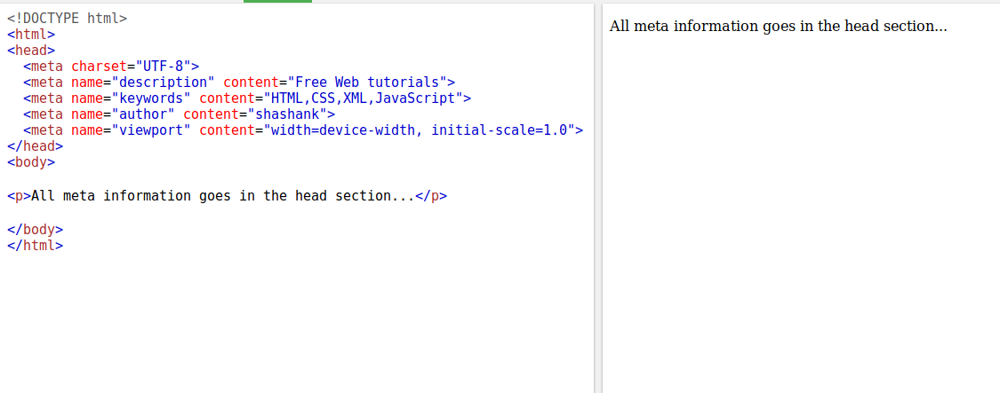 <!DOCTYPE html>
<html>
<head>
  <meta charset="UTF-8">
  <meta name="description" content="Free Web tutorials">
  <meta name="keywords" content="HTML,CSS,XML,JavaScript">
  <meta name="author" content="shashank">
  <meta name="viewport" content="width=device-width, initial-scale=1.0">
</head>
<body>

<p>All meta information goes in the head section...</p>

</body>
</html>
All meta information goes in the head section...